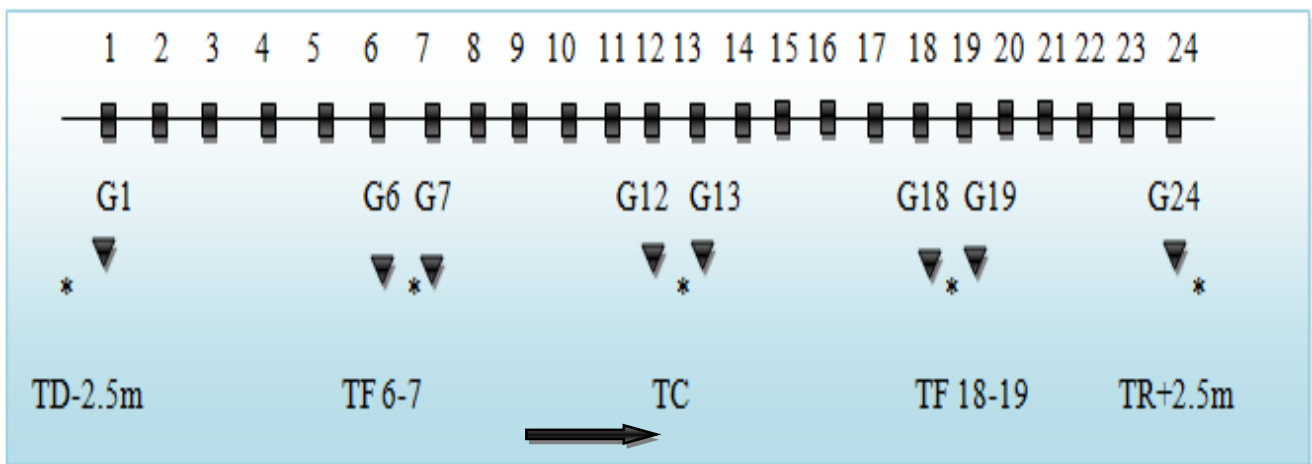 1 2 3 4 5 6 7 8 9 10 11 12 13 14 15 16 17 18 19 20 21 22 23 24
G1 G6 G7 G12 G13 G18 G19 G24
* * * * *
TD-2.5m TF 6-7 TC TF 18-19 TR+2.5m